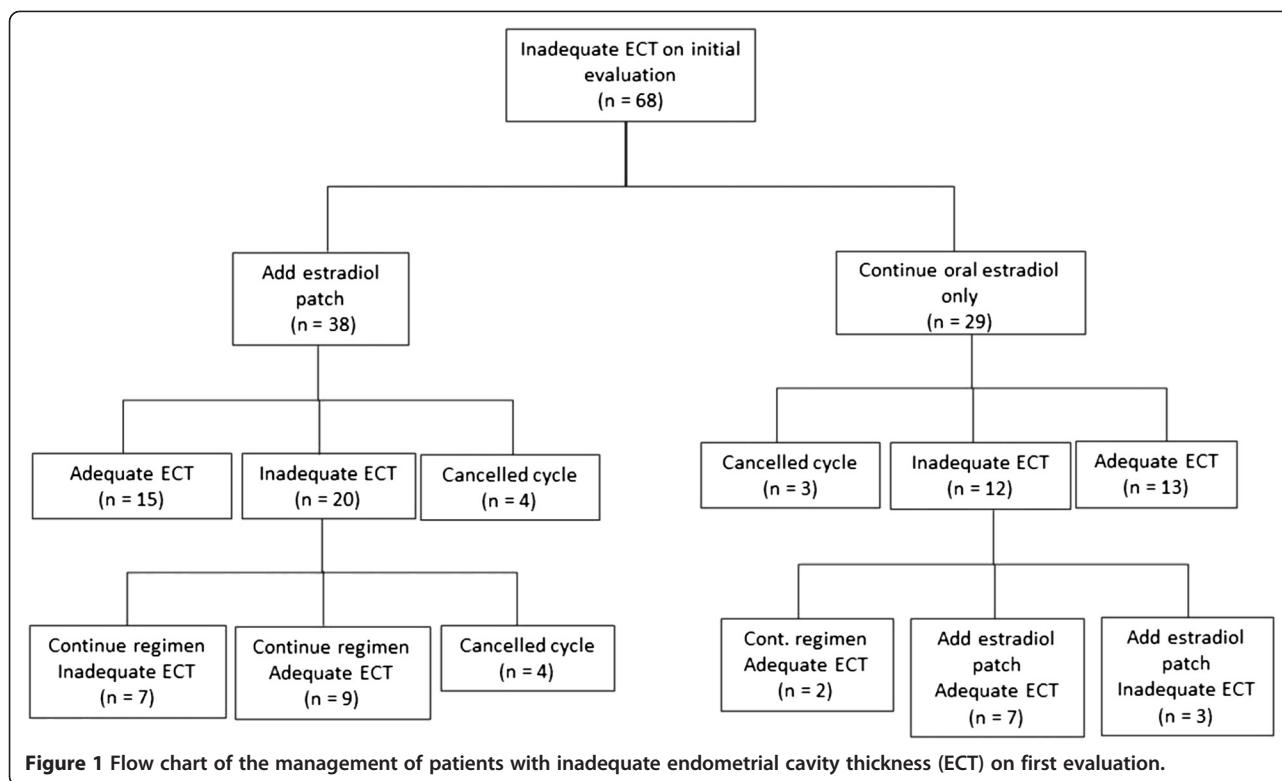 Inadequate ECT on initial
evaluation
(n = 68)
Add estradiol
patch
(n = 38)
Continue oral estradiol
only
(n = 29)
Adequate ECT
(n = 15)
Inadequate ECT
(n = 20)
Cancelled cycle
(n = 4)
Cancelled cycle
(n = 3)
Inadequate ECT
(n = 12)
Adequate ECT
(n = 13)
Continue regimen
Inadequate ECT
(n = 7)
Continue regimen
Adequate ECT
(n = 9)
Cancelled cycle
(n = 4)
Cont. regimen
Adequate ECT
(n = 2)
Add estradiol
patch
Adequate ECT
(n = 7)
Add estradiol
patch
Inadequate ECT
(n = 3)
Figure 1 Flow chart of the management of patients with inadequate endometrial cavity thickness (ECT) on first evaluation.